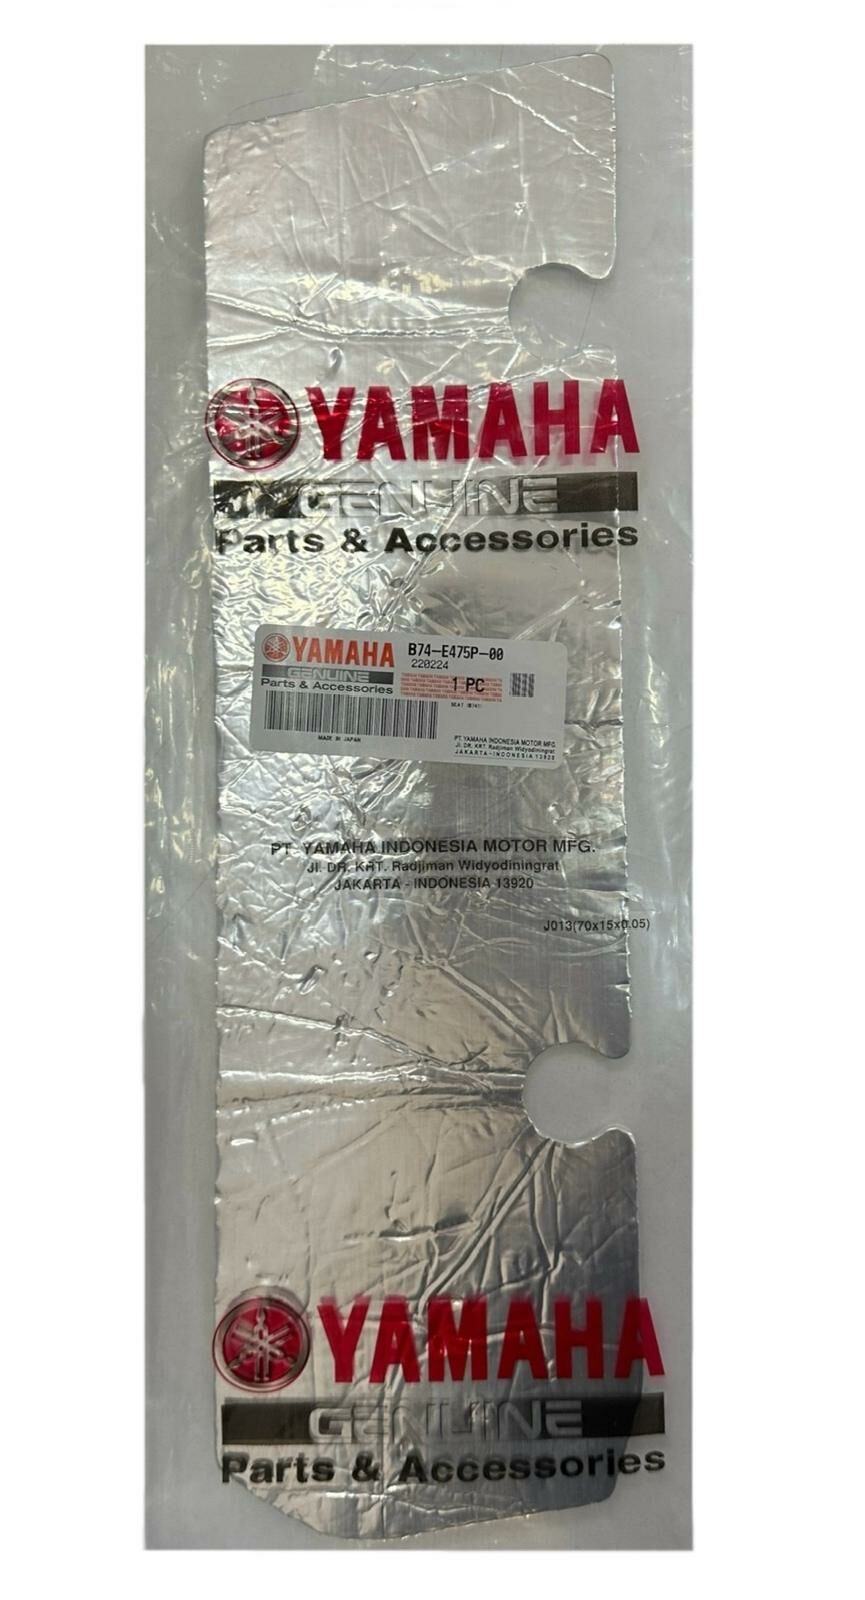 YAMAHA
GENUINE
Parts & Accessories
YAMAHA
B74-E475P-00
220224
GENUINE
Parts & Accessories
1 PC
MADE IN JAPAN
PT.YAMAHA INDONESIA MOTOR MFG.
Jl. DR. KRT. Radjiman Widyodiningrat
JAKARTA - INDONESIA 13920
PT. YAMAHA INDONESIA MOTOR MFG.
Jl. DR. KRT. Radjiman Widyodiningrat
JAKARTA - INDONESIA 13920
J013(70x15x0.05)
YAMAHA
GENUINE
Parts & Accessories